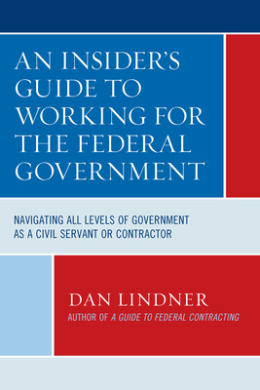 AN INSIDER'S
GUIDE TO
WORKING FOR
THE FEDERAL
GOVERNMENT
NAVIGATING ALL LEVELS OF GOVERNMENT
AS A CIVIL SERVANT OR CONTRACTOR
DAN LINDNER
AUTHOR OF A GUIDE TO FEDERAL CONTRACTING